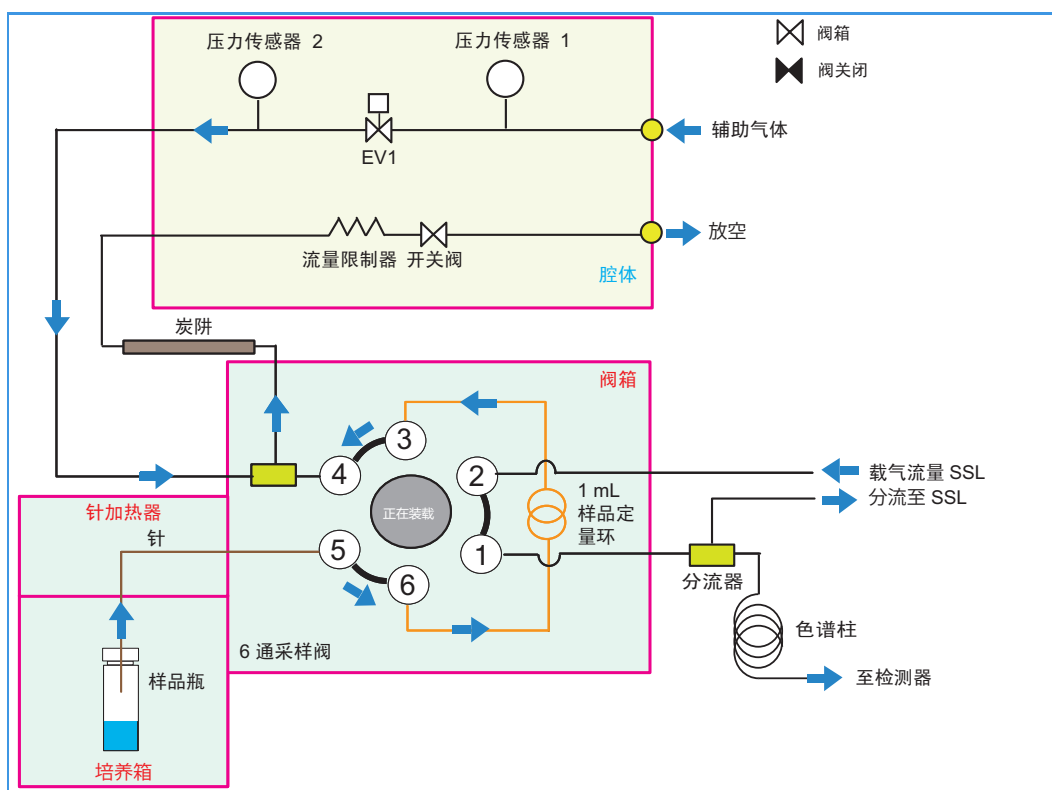 压力传感器 2
压力传感器 1
阀箱
阀关闭
辅助气体
EV1
放空
流量限制器 开关阀
腔体
炭阱
阀箱
3
4
2
载气流量 SSL
1 mL
样品定
量环
分流至 SSL
正在装载
针加热器
针
5
1
6
分流器
色谱柱
6 通采样阀
样品瓶
至检测器
培养箱